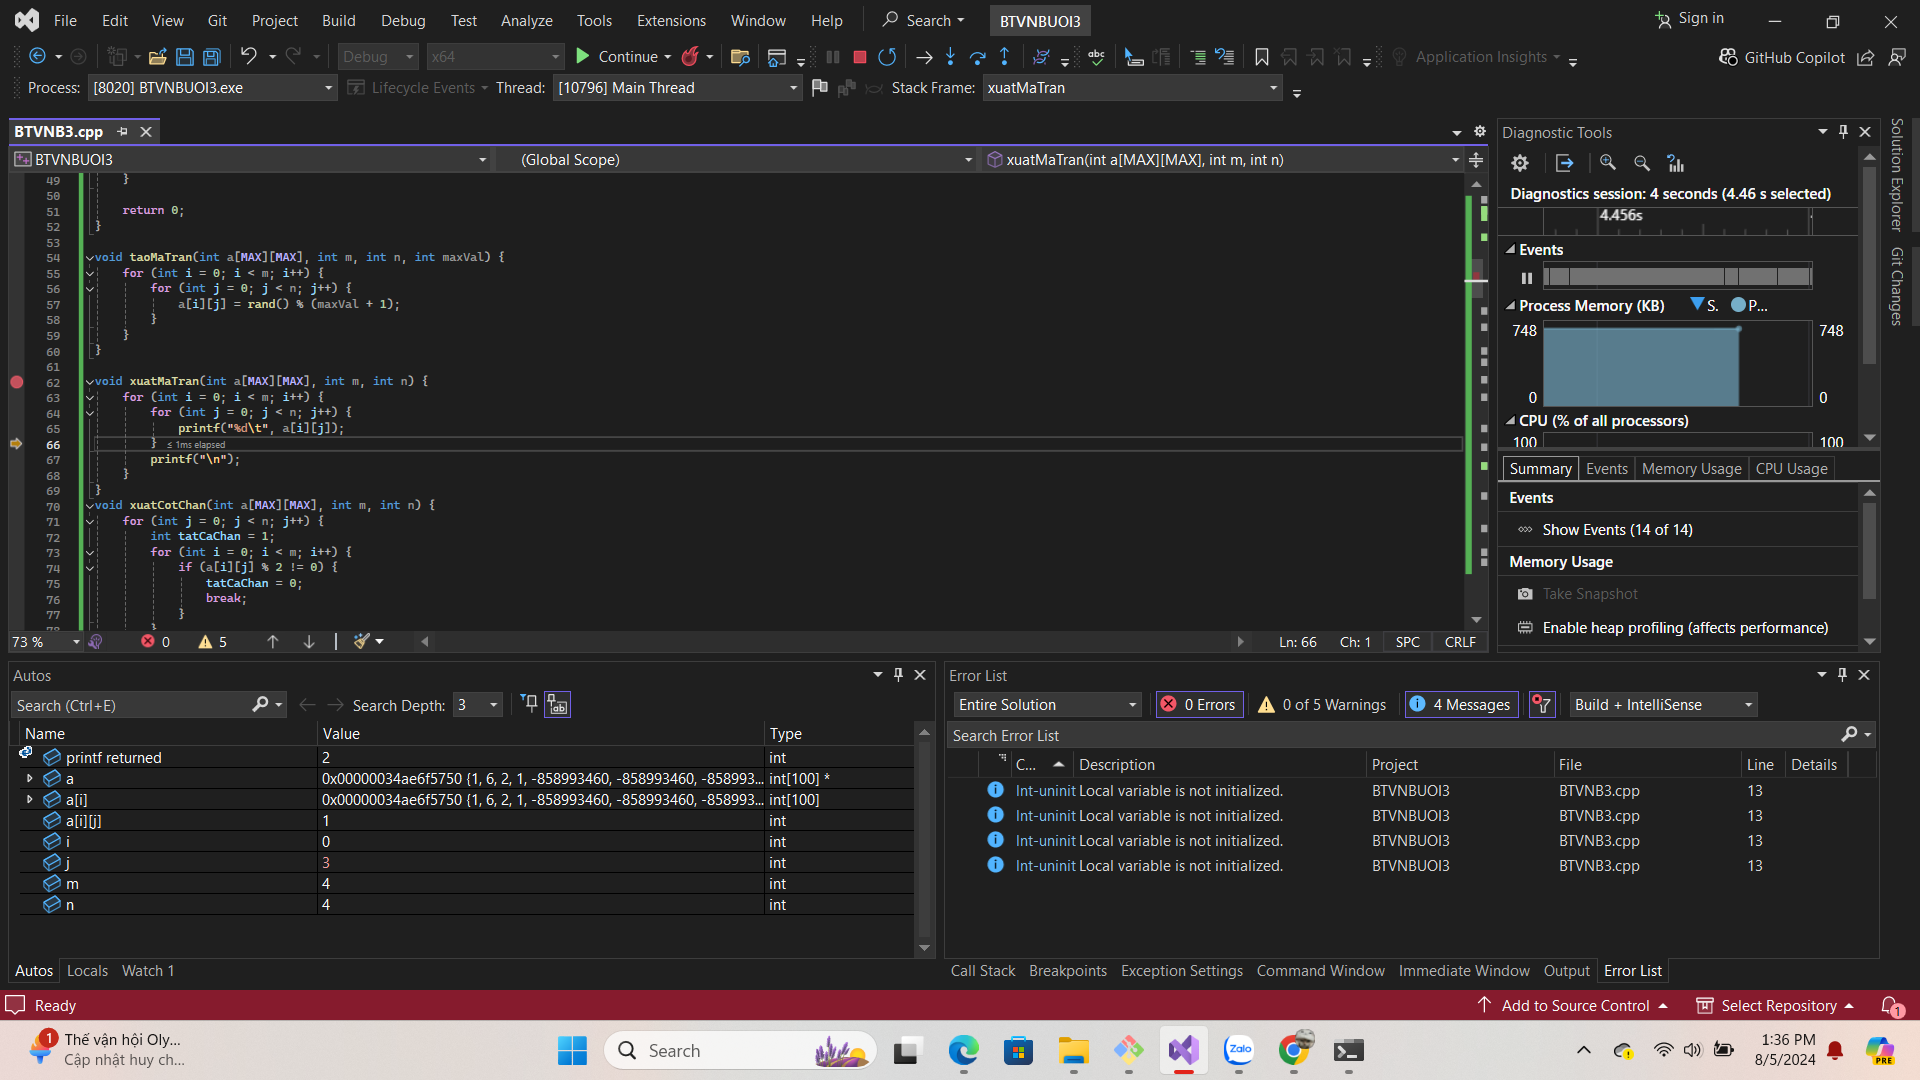 File Edit View Git Project Build Debug Test Analyze Tools Extensions Window Help Search BTVNBUOI3 Sign in
Debug x64 Continue Application Insights GitHub Copilot
Process: [8020] BTVNBUOI3.exe Lifecycle Events Thread: [10796] Main Thread Stack Frame: xuatMaTran
BTVNB3.cpp
BTVNBUOI3 (Global Scope) xuatMaTran(int a[MAX][MAX], int m, int n)
49 }
50
51 return 0;
52 }
53
54 void taoMaTran(int a[MAX][MAX], int m, int n, int maxVal) {
55 for (int i = 0; i < m; i++) {
56 for (int j = 0; j < n; j++) {
57 a[i][j] = rand() % (maxVal + 1);
58 }
59 }
60 }
61
62 void xuatMaTran(int a[MAX][MAX], int m, int n) {
63 for (int i = 0; i < m; i++) {
64 for (int j = 0; j < n; j++) {
65 printf("%d\t", a[i][j]);
66 } ≤ 1ms elapsed
67 printf("\n");
68 }
69 }
70 void xuatCotChan(int a[MAX][MAX], int m, int n) {
71 for (int j = 0; j < n; j++) {
72 int tatCaChan = 1;
73 for (int i = 0; i < m; i++) {
74 if (a[i][j] % 2 != 0) {
75 tatCaChan = 0;
76 break;
77 }
78 }
73 % 0 5 Ln: 66 Ch: 1 SPC CRLF
Diagnostic Tools
Diagnostics session: 4 seconds (4.46 s selected)
4.456s
Events
Process Memory (KB) S. P...
748 748
0 0
CPU (% of all processors)
100 100
Summary Events Memory Usage CPU Usage
Events
Show Events (14 of 14)
Memory Usage
Take Snapshot
Enable heap profiling (affects performance)
Solution Explorer
Git Changes
Autos
Search (Ctrl+E) Search Depth: 3
Name Value Type
printf returned 2 int
a 0x00000034ae6f5750 {1, 6, 2, 1, -858993460, -858993460, -858993... int[100] *
a[i] 0x00000034ae6f5750 {1, 6, 2, 1, -858993460, -858993460, -858993... int[100]
a[i][j] 1 int
i 0 int
j 3 int
m 4 int
n 4 int
Autos Locals Watch 1
Error List
Entire Solution 0 Errors 0 of 5 Warnings 4 Messages Build + IntelliSense
Search Error List
C... Description Project File Line Details
Int-uninit Local variable is not initialized. BTVNBUOI3 BTVNB3.cpp 13
Int-uninit Local variable is not initialized. BTVNBUOI3 BTVNB3.cpp 13
Int-uninit Local variable is not initialized. BTVNBUOI3 BTVNB3.cpp 13
Int-uninit Local variable is not initialized. BTVNBUOI3 BTVNB3.cpp 13
Call Stack Breakpoints Exception Settings Command Window Immediate Window Output Error List
Ready Add to Source Control Select Repository 1
1 Thế vận hội Oly...
Cập nhật huy ch...
Search
Zalo
1:36 PM
8/5/2024
PRE